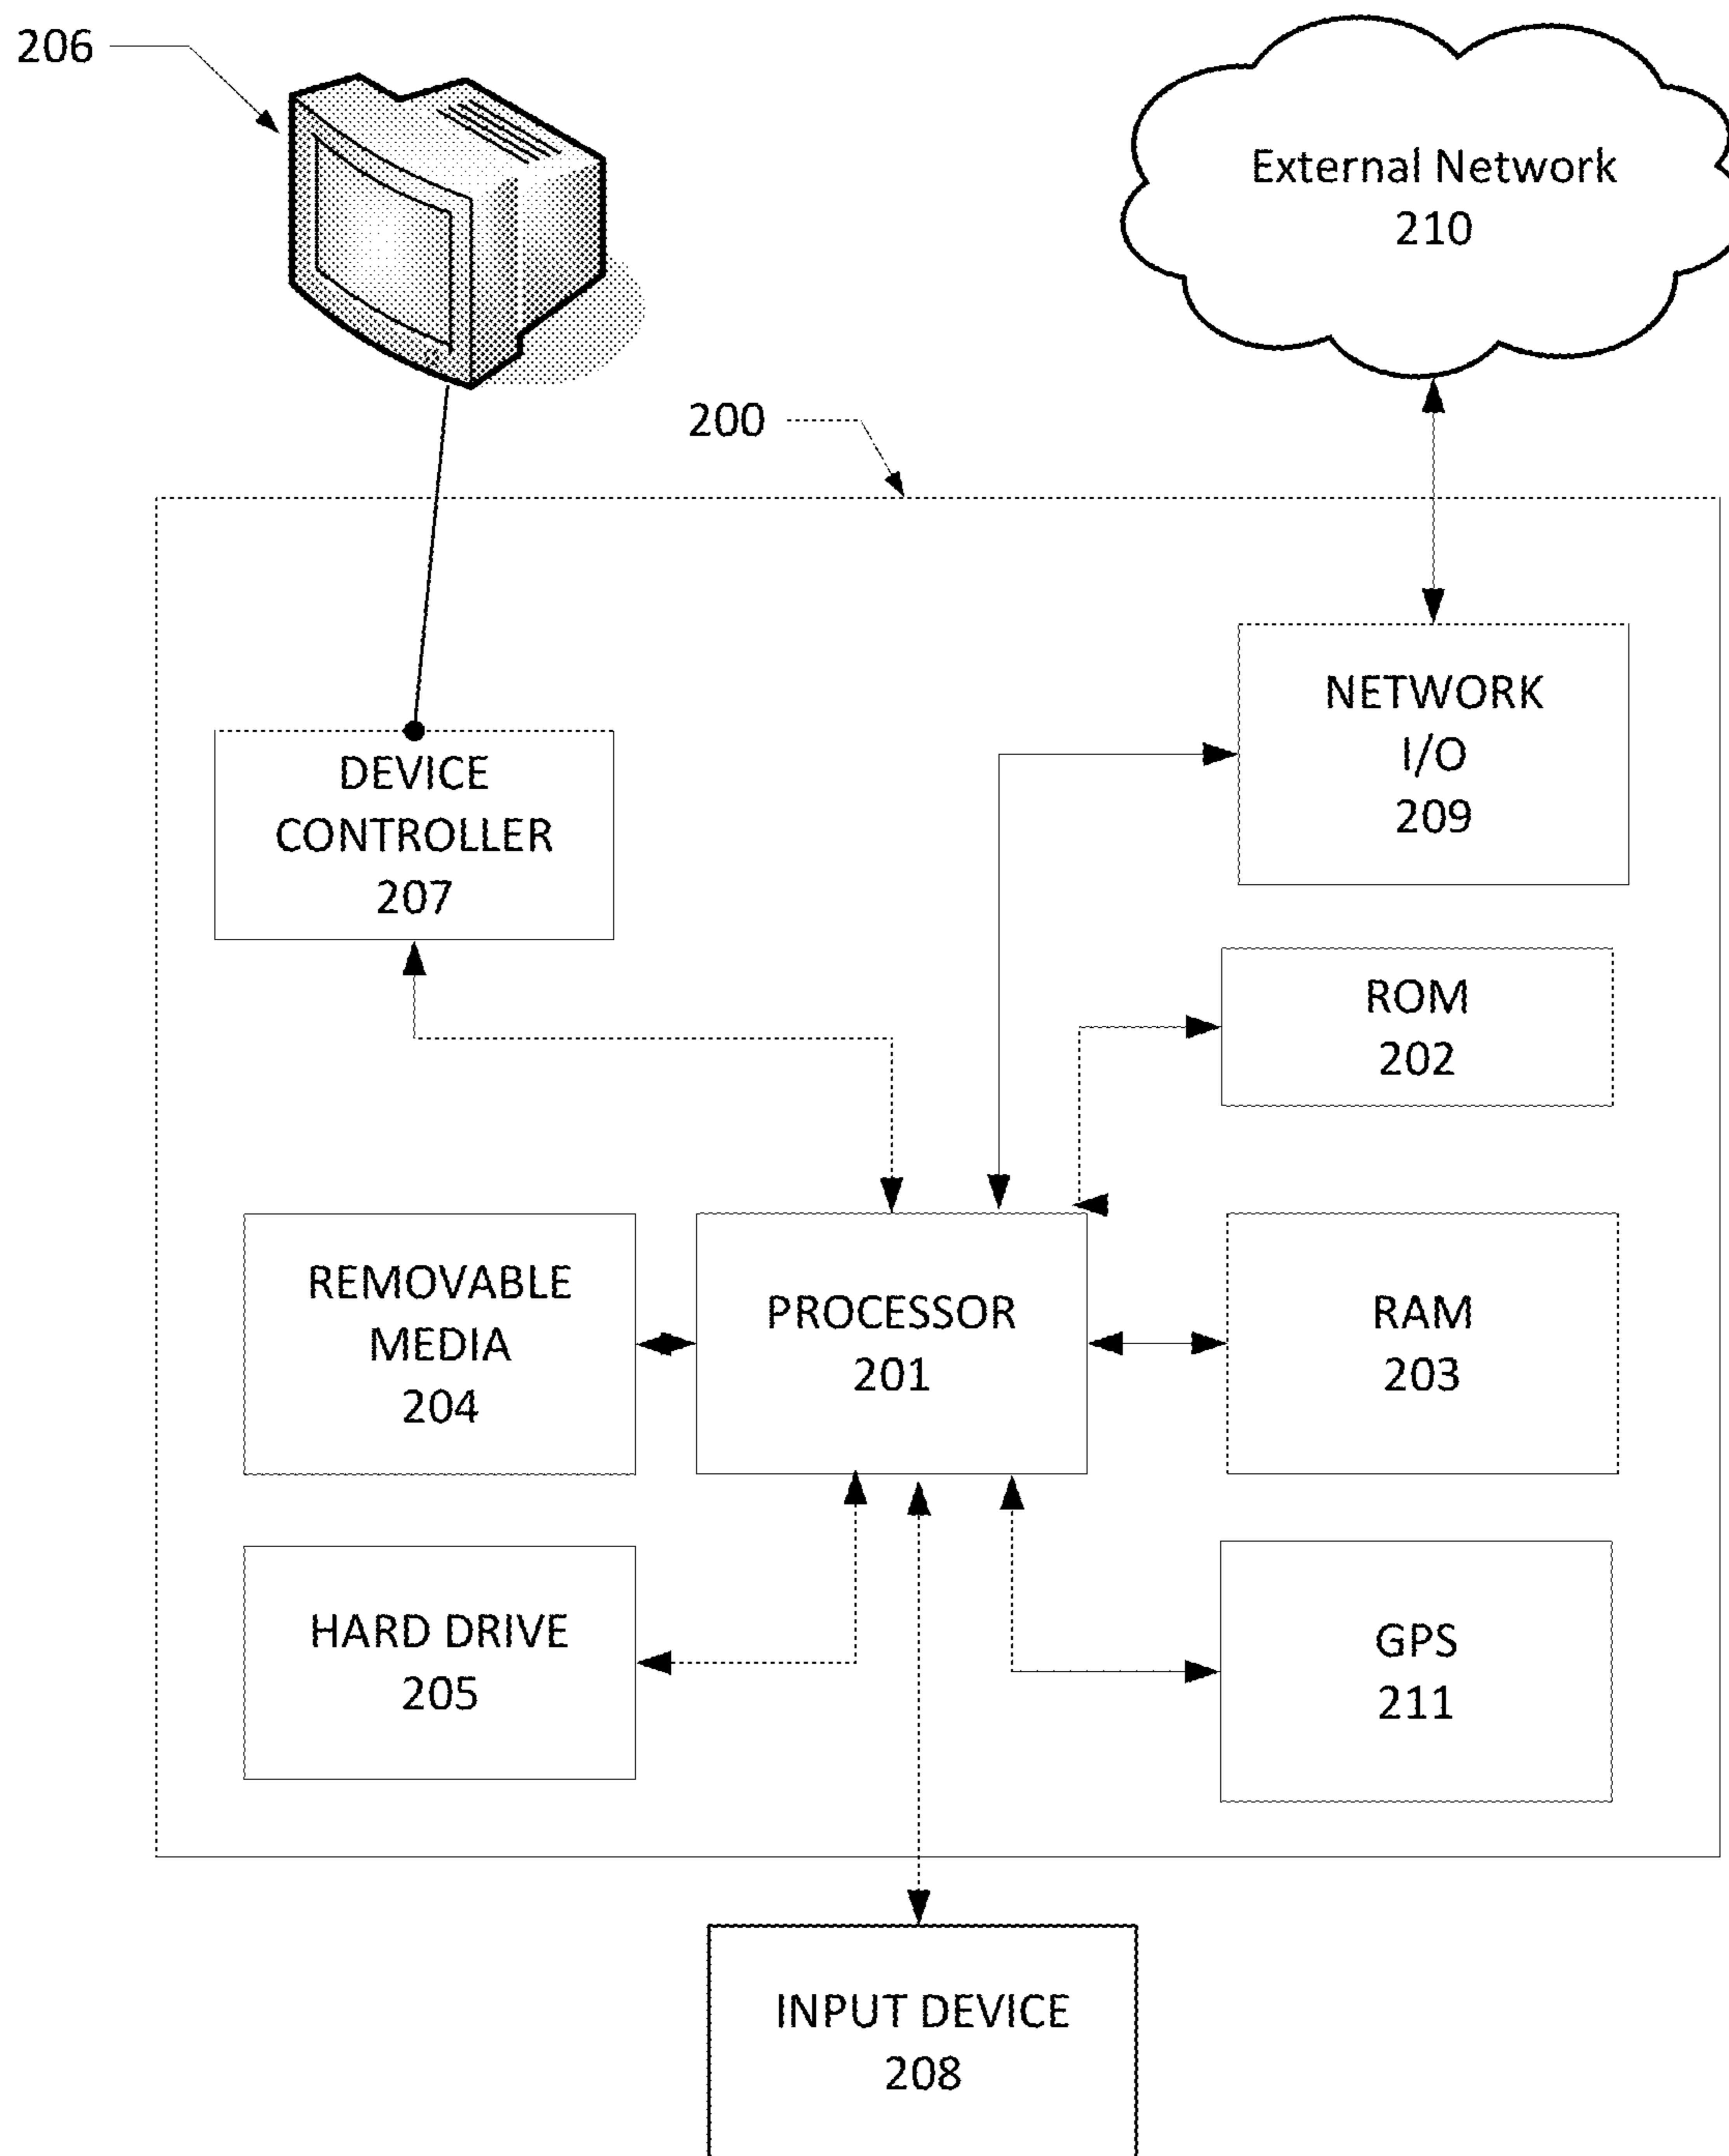 206
External Network
210
200
NETWORK
I/O
209
DEVICE
CONTROLLER
207
ROM
202
REMOVABLE
MEDIA
204
PROCESSOR
201
RAM
203
HARD DRIVE
205
GPS
211
INPUT DEVICE
208